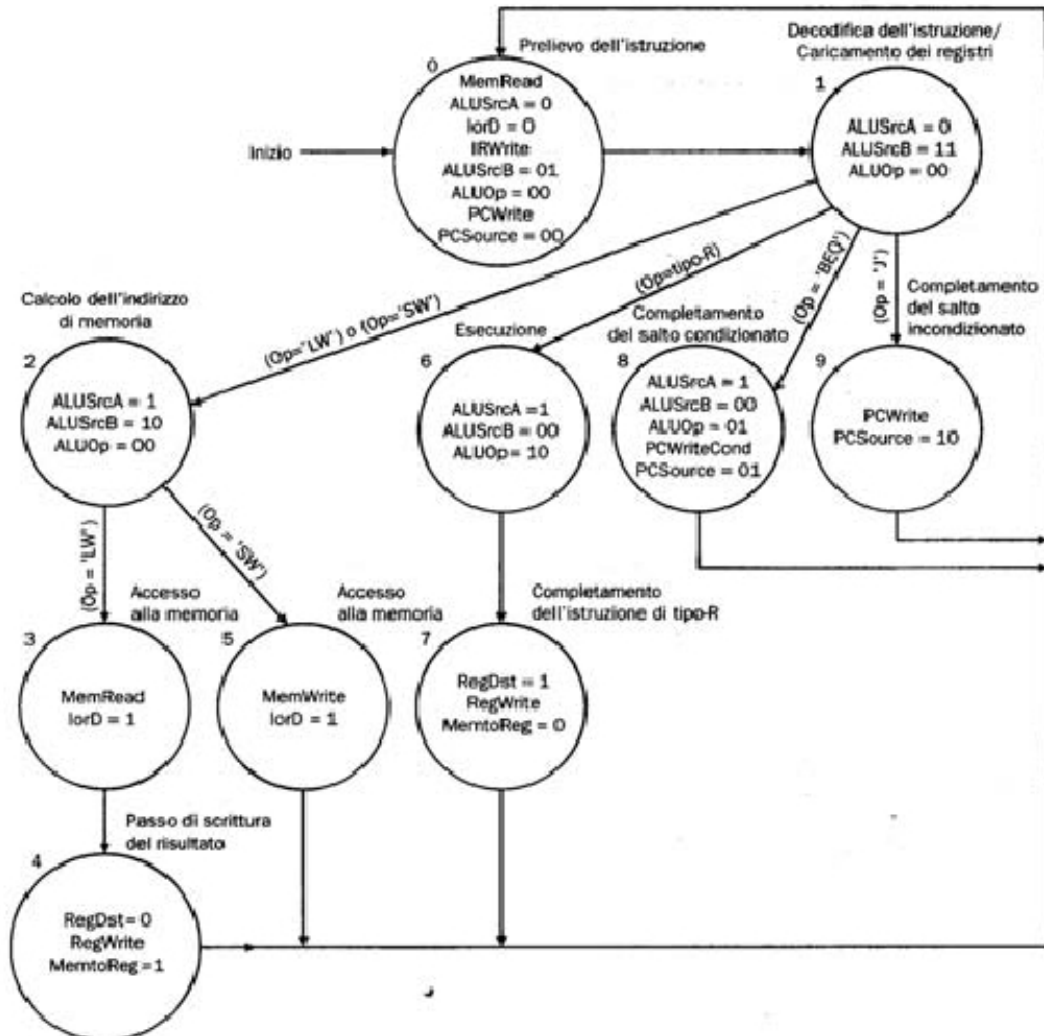 Prelievo dell'istruzione
Decodifica dell'istruzione/
Caricamento dei registri
0
MemRead
ALUSrcA = 0
IorD = 0
IRWrite
ALUSrcB = 01
ALUOp = 00
PCWrite
PCSource = 00
Inizio
1
ALUSrcA = 0
ALUSrcB = 11
ALUOp = 00
(Op='LW') o (Op='SW')
(Op=tipo-R)
(Op = 'BEQ')
(Op = 'J')
Calcolo dell'indirizzo
di memoria
2
ALUSrcA = 1
ALUSrcB = 10
ALUOp = 00
Esecuzione
6
ALUSrcA =1
ALUSrcB = 00
ALUOp = 10
Completamento
del salto condizionato
8
ALUSrcA = 1
ALUSrcB = 00
ALUOp = 01
PCWriteCond
PCSource = 01
Completamento
del salto
incondizionato
9
PCWrite
PCSource = 10
(Op = 'LW')
(Op = 'SW')
Accesso
alla memoria
3
MemRead
IorD = 1
Accesso
alla memoria
5
MemWrite
IorD = 1
Completamento
dell'istruzione di tipo-R
7
RegDst = 1
RegWrite
MemtoReg = 0
Passo di scrittura
del risultato
4
RegDst= 0
RegWrite
MemtoReg = 1